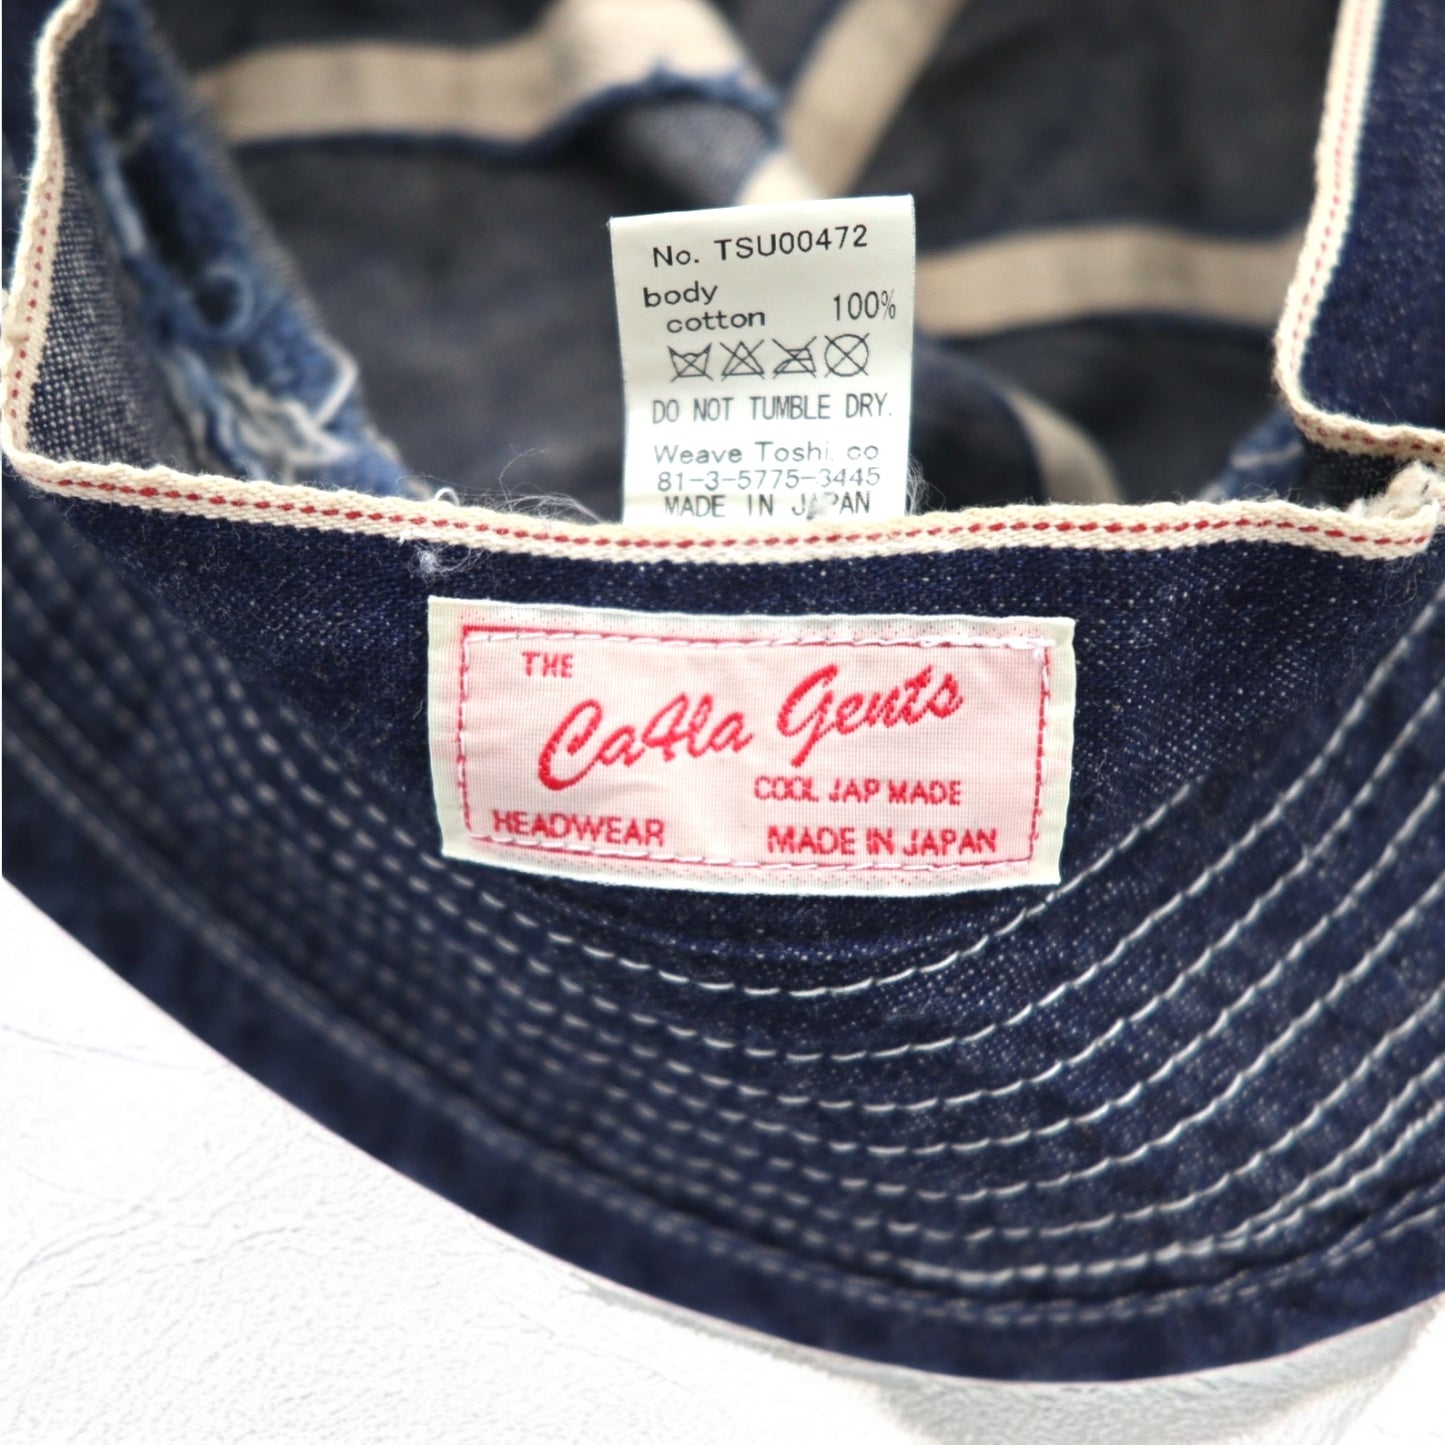 No. TSU00472
body
cotton 100%
DO NOT TUMBLE DRY.
Weave Toshi. co
81-3-5775-3445
MADE IN JAPAN
THE
Ca4la Gents
COOL JAP MADE
HEADWEAR MADE IN JAPAN